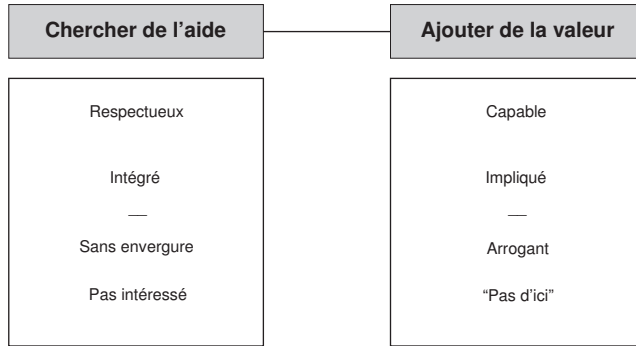 Chercher de l'aide
Ajouter de la valeur
Respectueux
Intégré
—
Sans envergure
Pas intéressé
Capable
Impliqué
—
Arrogant
“Pas d'ici”